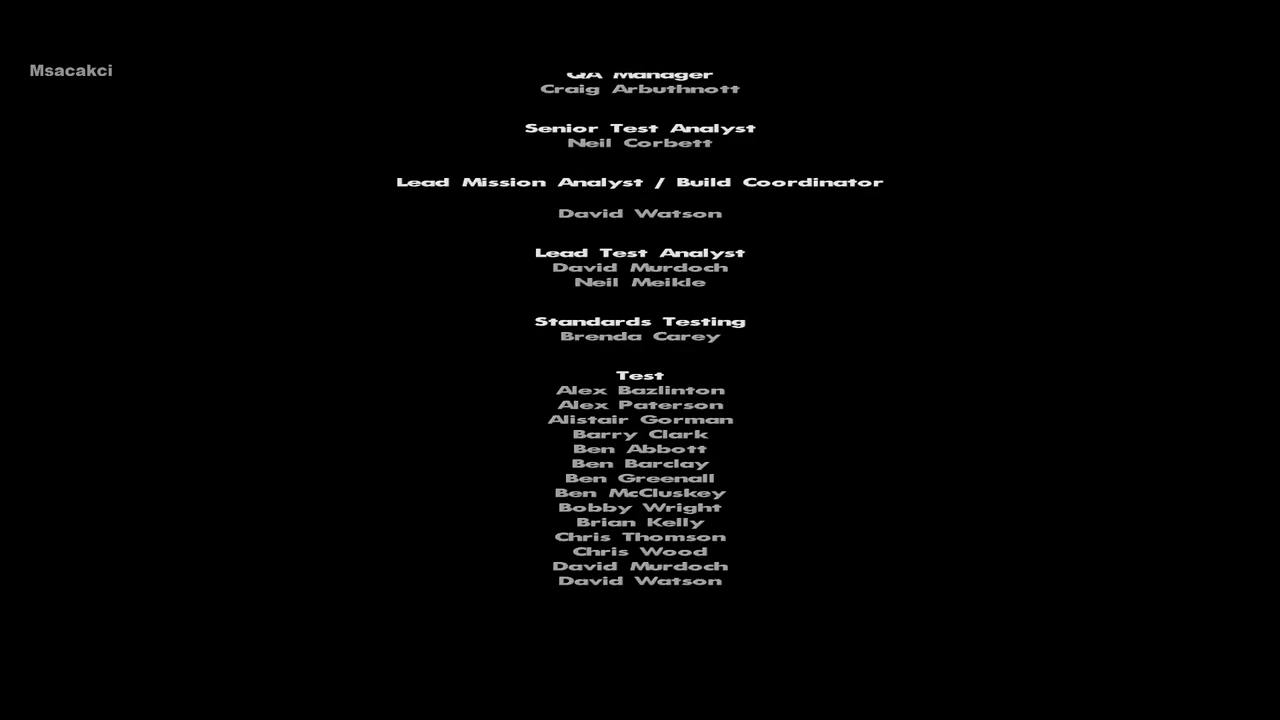 Msacakci
QA Manager
Craig Arbuthnott
Senior Test Analyst
Neil Corbett
Lead Mission Analyst / Build Coordinator
David Watson
Lead Test Analyst
David Murdoch
Neil Meikle
Standards Testing
Brenda Carey
Test
Alex Bazlinton
Alex Paterson
Alistair Gorman
Barry Clark
Ben Abbott
Ben Barclay
Ben Greenall
Ben McCluskey
Bobby Wright
Brian Kelly
Chris Thomson
Chris Wood
David Murdoch
David Watson